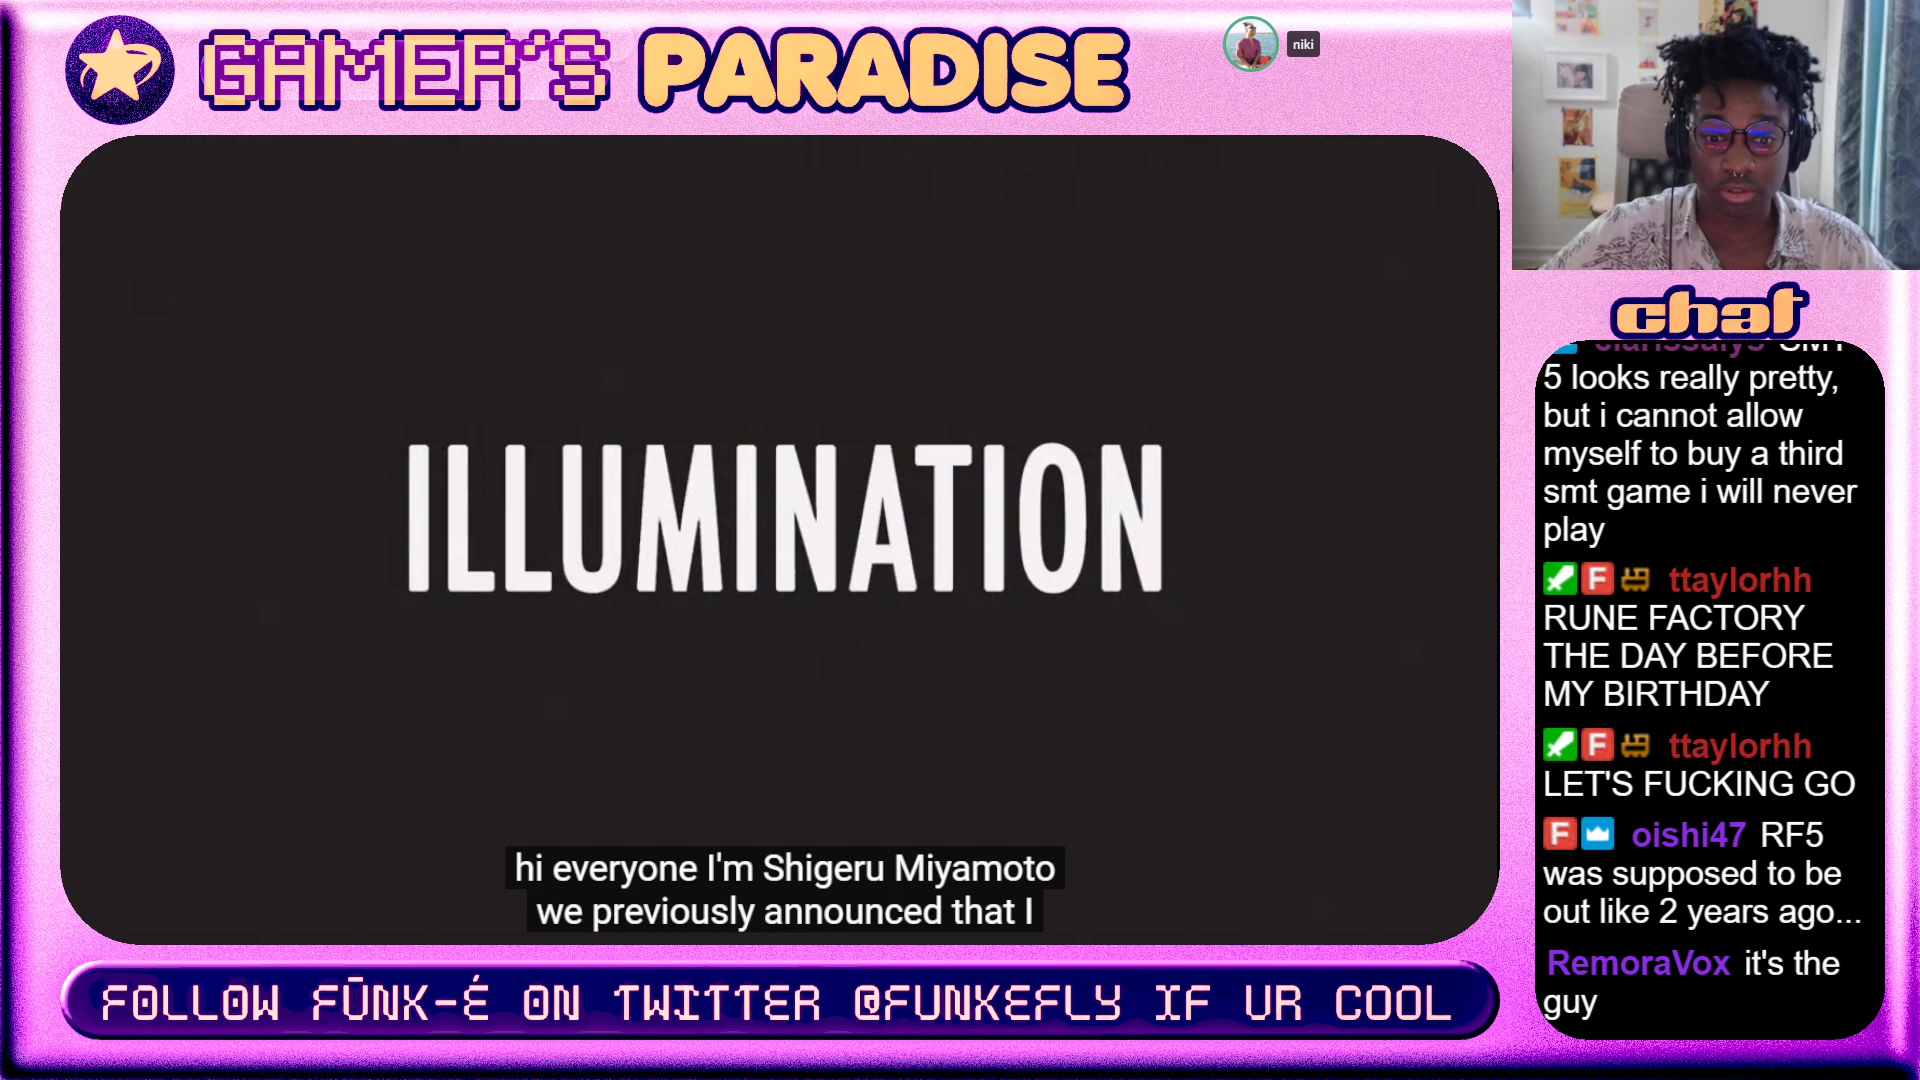 GAMER'S PARADISE
niki
ILLUMINATION
hi everyone I'm Shigeru Miyamoto
we previously announced that I
FOLLOW FŪNK-É ON TWITTER @FUNKEFLY IF UR COOL
chat
5 looks really pretty,
but i cannot allow
myself to buy a third
smt game i will never
play
F ttaylorhh
RUNE FACTORY
THE DAY BEFORE
MY BIRTHDAY
F ttaylorhh
LET'S FUCKING GO
F oishi47 RF5
was supposed to be
out like 2 years ago...
RemoraVox it's the
guy